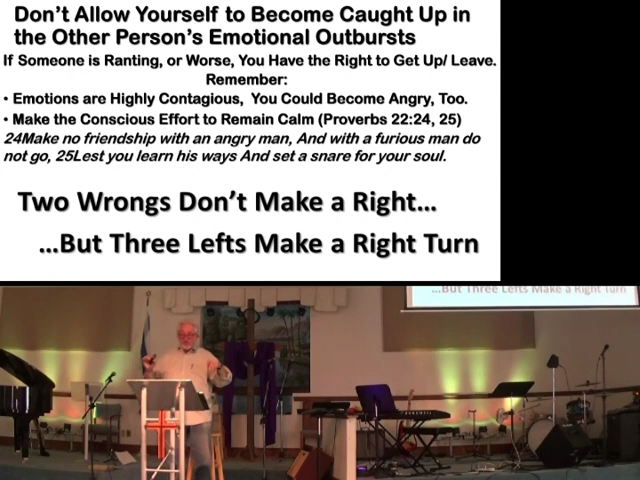 Don't Allow Yourself to Become Caught Up in
the Other Person's Emotional Outbursts
If Someone is Ranting, or Worse, You Have the Right to Get Up/ Leave.
Remember:
• Emotions are Highly Contagious, You Could Become Angry, Too.
• Make the Conscious Effort to Remain Calm (Proverbs 22:24, 25)
24Make no friendship with an angry man, And with a furious man do
not go, 25Lest you learn his ways And set a snare for your soul.
Two Wrongs Don't Make a Right...
...But Three Lefts Make a Right Turn
...But Three Lefts Make a Right Turn